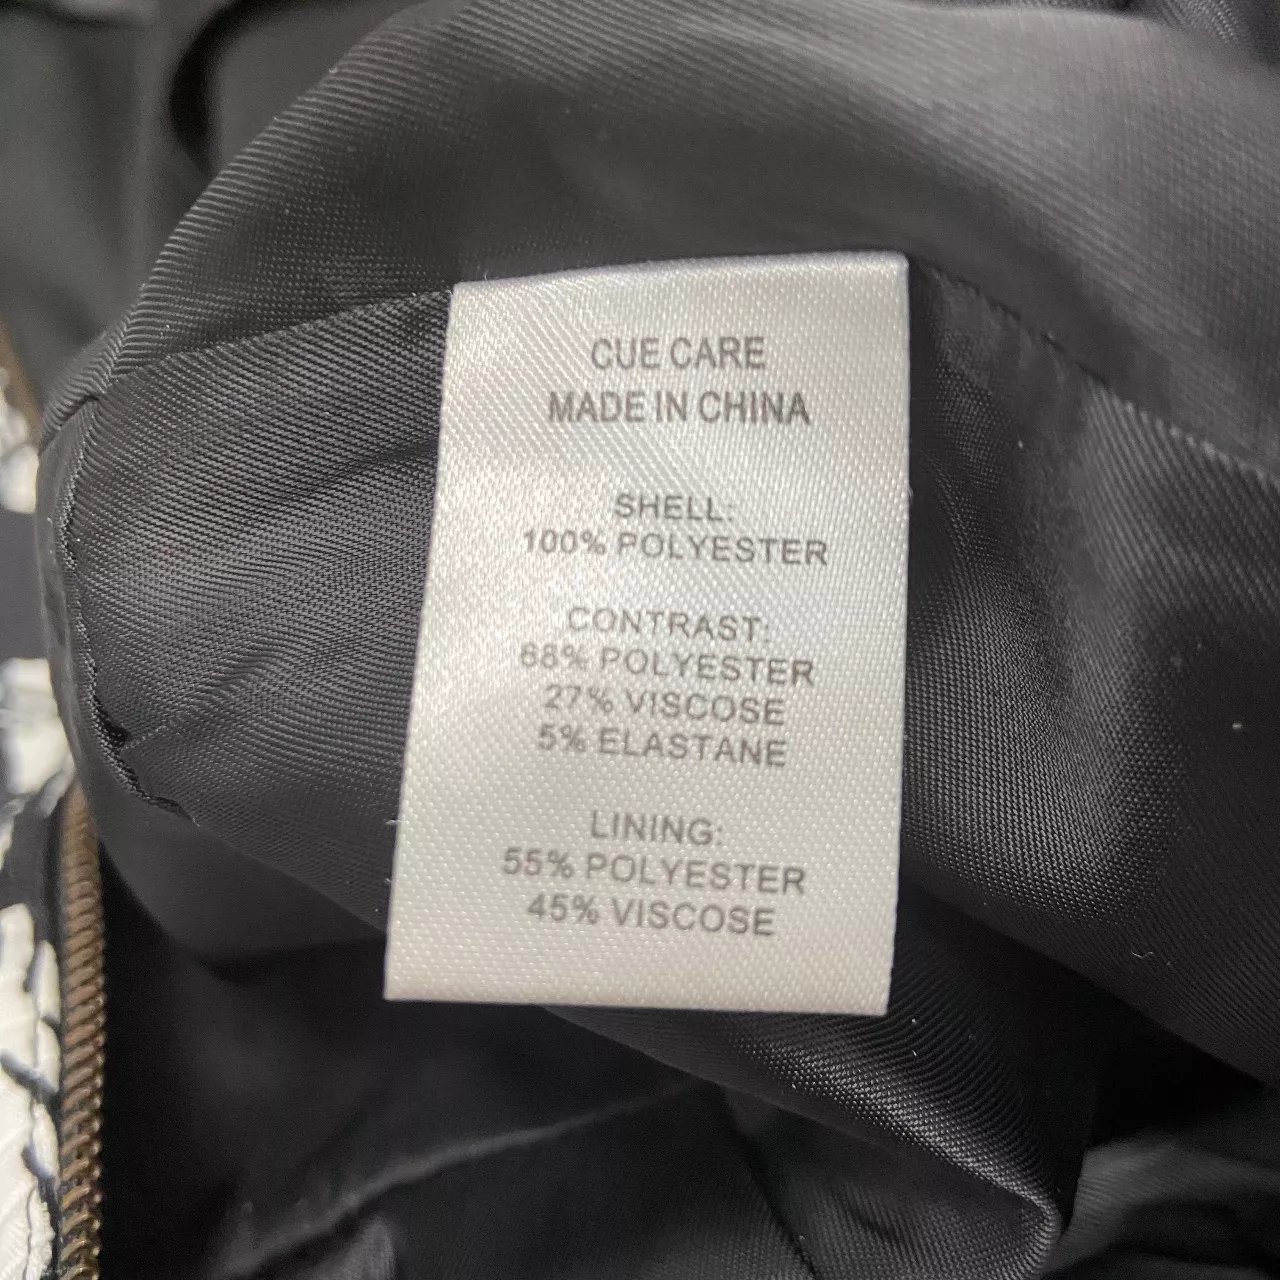 CUE CARE
MADE IN CHINA
SHELL:
100% POLYESTER
CONTRAST:
68% POLYESTER
27% VISCOSE
5% ELASTANE
LINING:
55% POLYESTER
45% VISCOSE